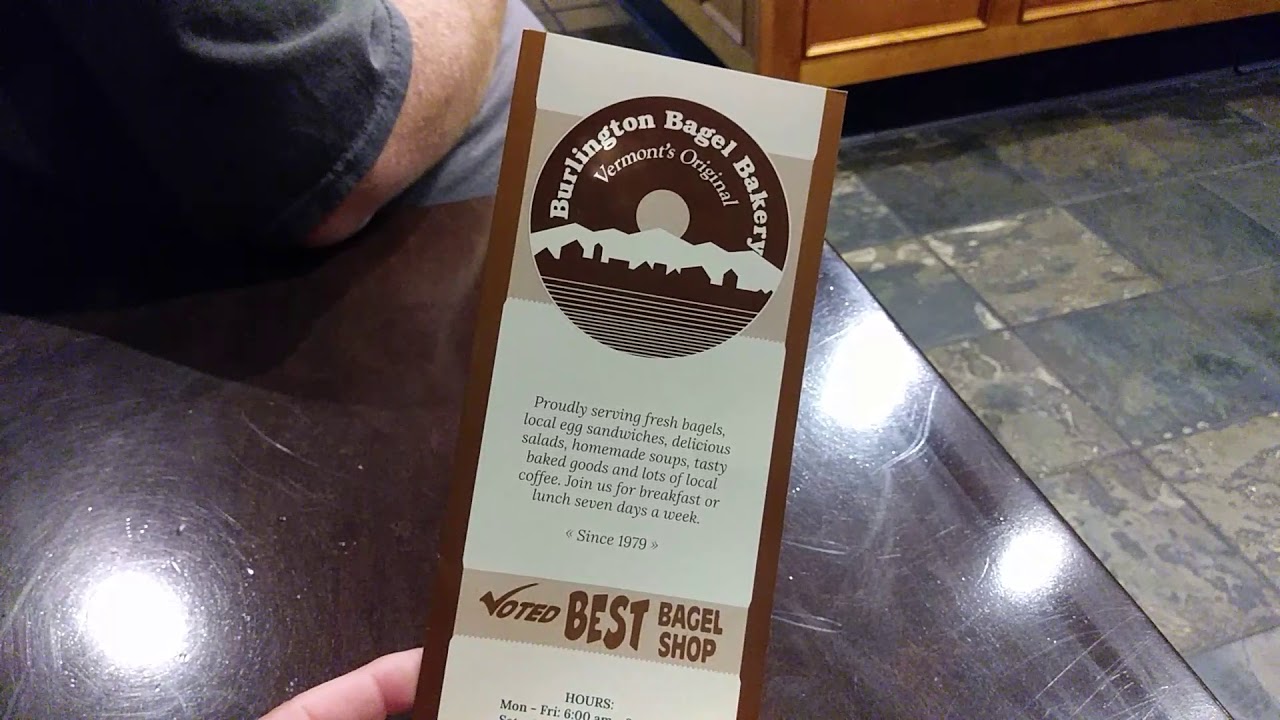 Burlington Bagel Bakery
Vermont's Original
Proudly serving fresh bagels,
local egg sandwiches, delicious
salads, homemade soups, tasty
baked goods and lots of local
coffee. Join us for breakfast or
lunch seven days a week.
« Since 1979 »
VOTED BEST BAGEL SHOP
HOURS:
Mon - Fri: 6:00 am